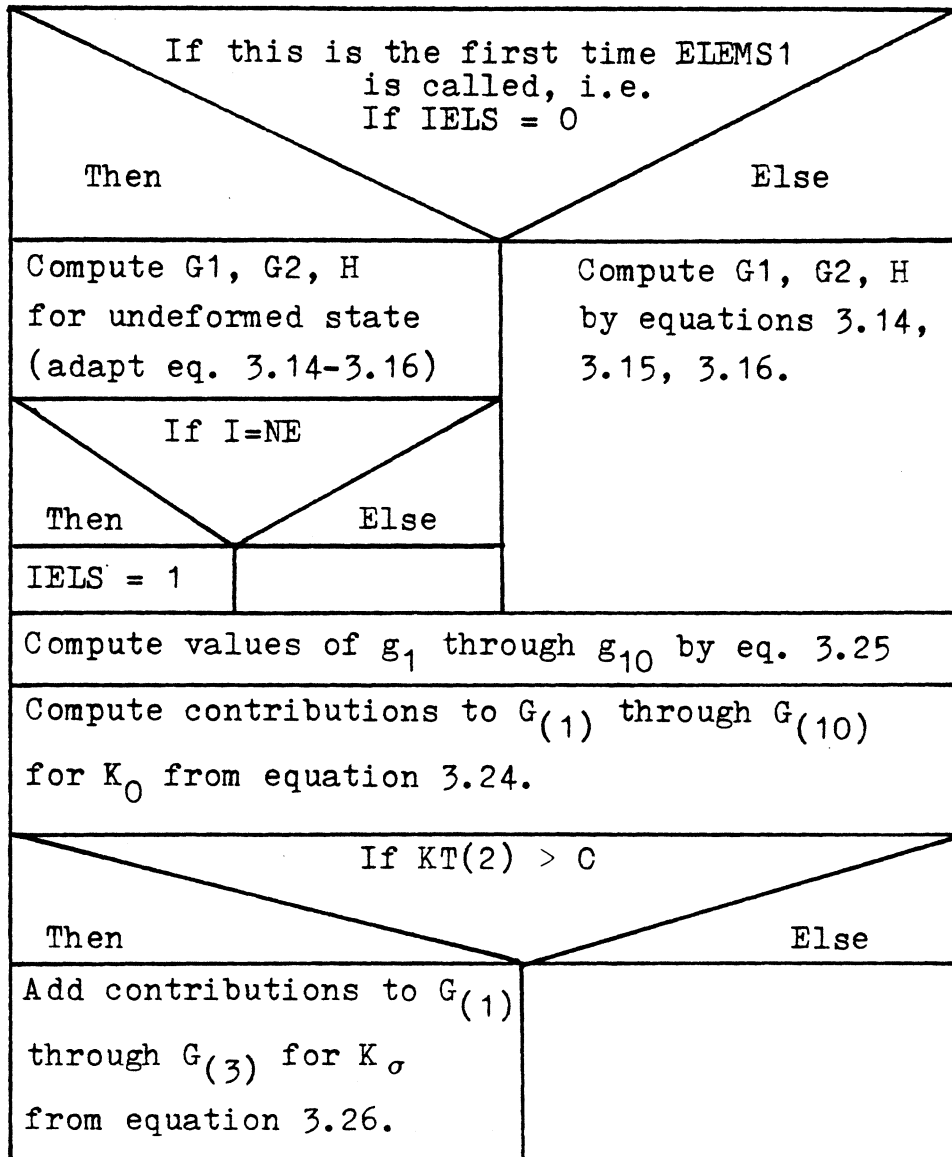 If this is the first time ELEMS1
is called, i.e.
If IELS = 0
Then
Else
Compute G1, G2, H
for undeformed state
(adapt eq. 3.14-3.16)
Compute G1, G2, H
by equations 3.14,
3.15, 3.16.
If I=NE
Then
Else
IELS = 1
Compute values of g₁ through g₁₀ by eq. 3.25
Compute contributions to G₍₁₎ through G₍₁₀₎
for K₀ from equation 3.24.
If KT(2) > C
Then
Else
Add contributions to G₍₁₎
through G₍₃₎ for K_σ
from equation 3.26.